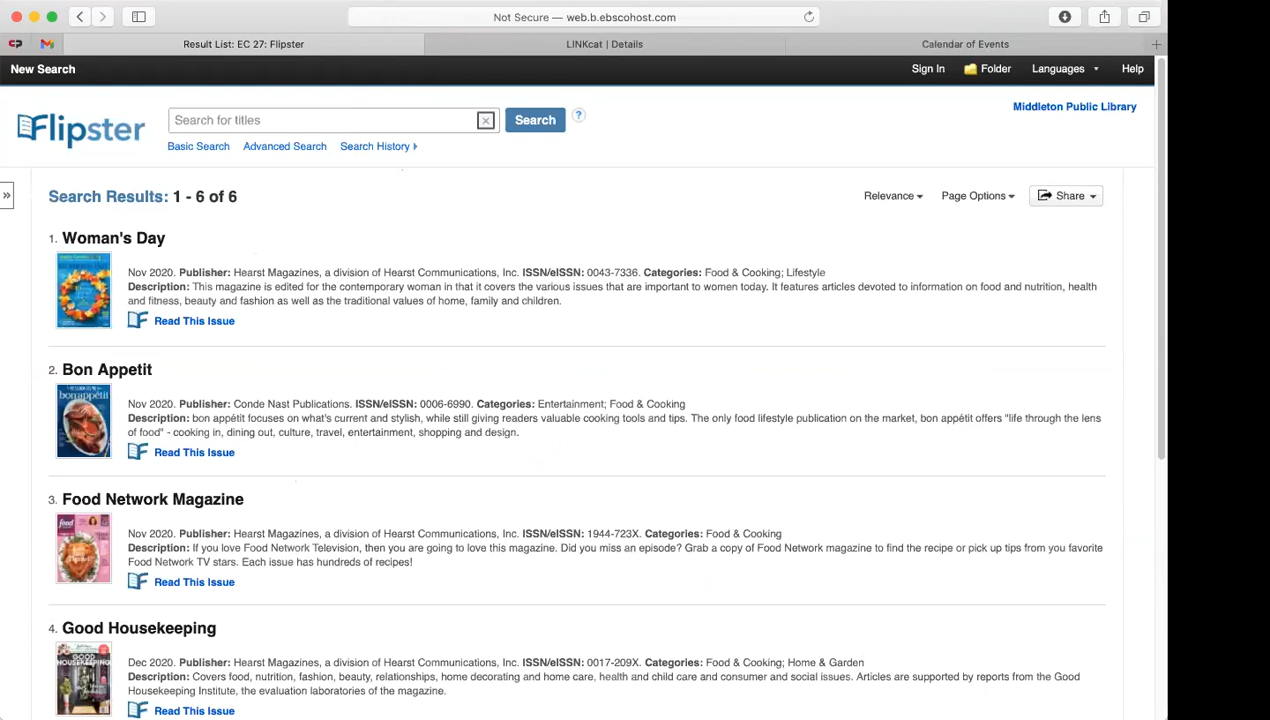 Not Secure — web.b.ebscohost.com
Result List: EC 27: Flipster
LINKcat | Details
Calendar of Events
New Search
Sign In
Folder
Languages
Help
Flipster
Search for titles
Search
?
Middleton Public Library
Basic Search
Advanced Search
Search History
»
Search Results: 1 - 6 of 6
Relevance
Page Options
Share
1. Woman's Day
Nov 2020. Publisher: Hearst Magazines, a division of Hearst Communications, Inc. ISSN/eISSN: 0043-7336. Categories: Food & Cooking; Lifestyle
Description: This magazine is edited for the contemporary woman in that it covers the various issues that are important to women today. It features articles devoted to information on food and nutrition, health
and fitness, beauty and fashion as well as the traditional values of home, family and children.
Read This Issue
2. Bon Appetit
bon appétit
Nov 2020. Publisher: Conde Nast Publications. ISSN/eISSN: 0006-6990. Categories: Entertainment; Food & Cooking
Description: bon appétit focuses on what's current and stylish, while still giving readers valuable cooking tools and tips. The only food lifestyle publication on the market, bon appétit offers "life through the lens
of food" - cooking in, dining out, culture, travel, entertainment, shopping and design.
Read This Issue
3. Food Network Magazine
food
Nov 2020. Publisher: Hearst Magazines, a division of Hearst Communications, Inc. ISSN/eISSN: 1944-723X. Categories: Food & Cooking
Description: If you love Food Network Television, then you are going to love this magazine. Did you miss an episode? Grab a copy of Food Network magazine to find the recipe or pick up tips from you favorite
Food Network TV stars. Each issue has hundreds of recipes!
Read This Issue
4. Good Housekeeping
GOOD
HOUSEKEEPING
Dec 2020. Publisher: Hearst Magazines, a division of Hearst Communications, Inc. ISSN/eISSN: 0017-209X. Categories: Food & Cooking; Home & Garden
Description: Covers food, nutrition, fashion, beauty, relationships, home decorating and home care, health and child care and consumer and social issues. Articles are supported by reports from the Good
Housekeeping Institute, the evaluation laboratories of the magazine.
Read This Issue